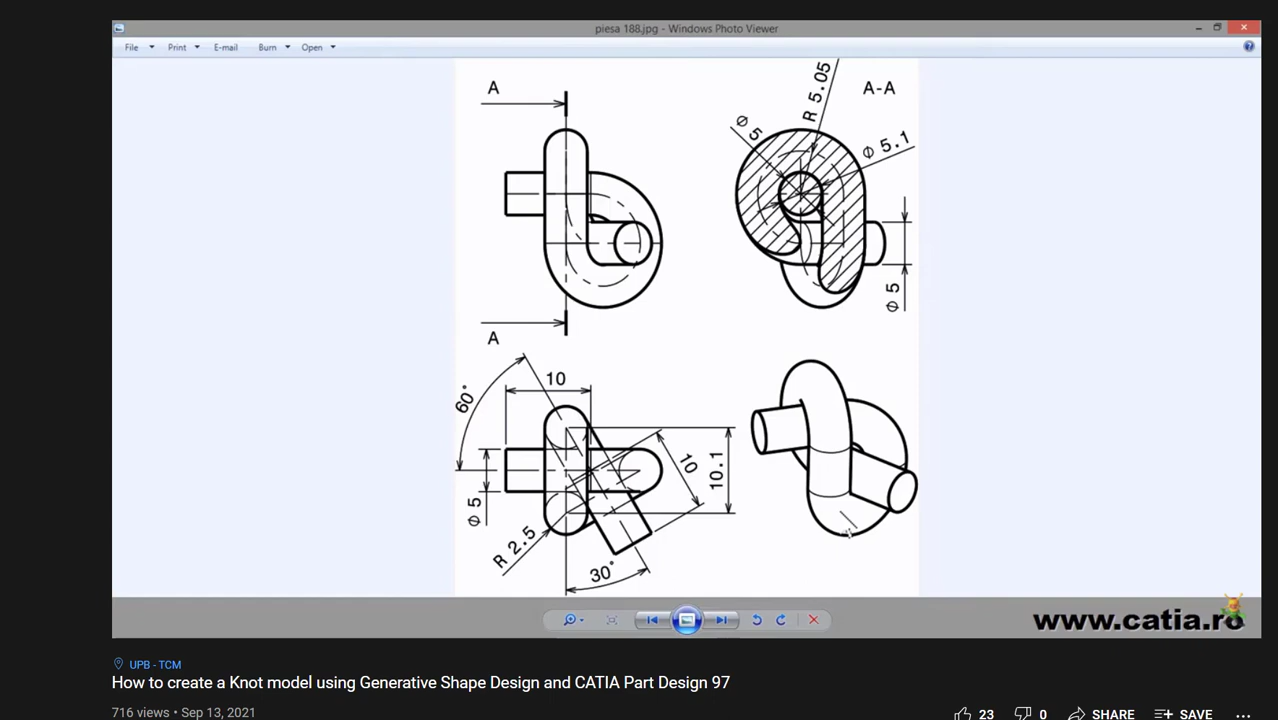 piesa 188.jpg - Windows Photo Viewer
File Print E-mail Burn Open
A
A-A
R 5.05
Φ 5
Φ 5.1
Φ 5
A
60°
10
10
10.1
Φ 5
R 2.5
30°
www.catia.ro
UPB - TCM
How to create a Knot model using Generative Shape Design and CATIA Part Design 97
716 views • Sep 13, 2021
23 0 SHARE SAVE